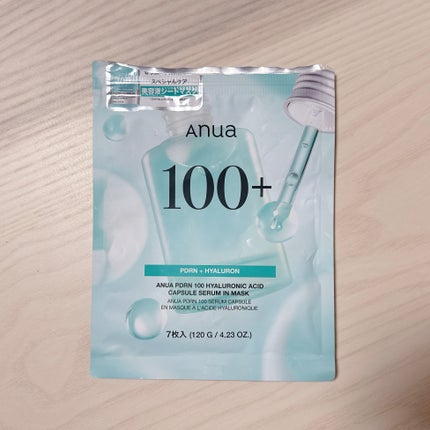 スペシャルケア
美容液シートマスク
Anua
100+
PDRN + HYALURON
ANUA PDRN 100 HYALURONIC ACID
CAPSULE SERUM IN MASK
ANUA PDRN 100 SERUM CAPSULE
EN MASQUE A L'ACIDE HYALURONIQUE
7枚入 (120 G / 4.23 OZ.)